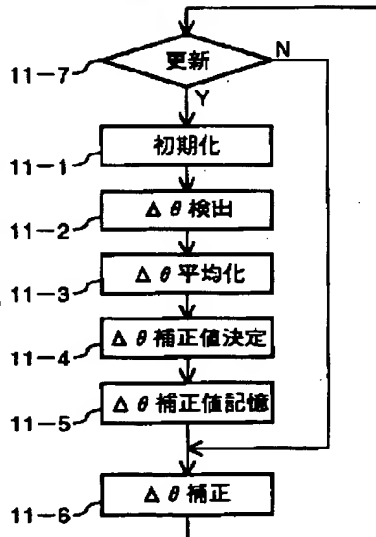 更新
N
11-7
Y
初期化
11-1
Δθ検出
11-2
Δθ平均化
11-3
Δθ補正値決定
11-4
Δθ補正値記憶
11-5
Δθ補正
11-6